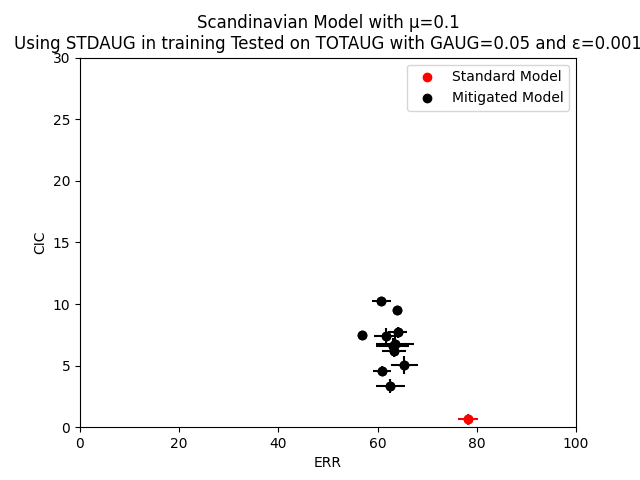 Scandinavian Model with μ=0.1
Using STDAUG in training Tested on TOTAUG with GAUG=0.05 and ε=0.001
Standard Model
Mitigated Model
30
25
20
15
10
5
0
CIC
0 20 40 60 80 100
ERR